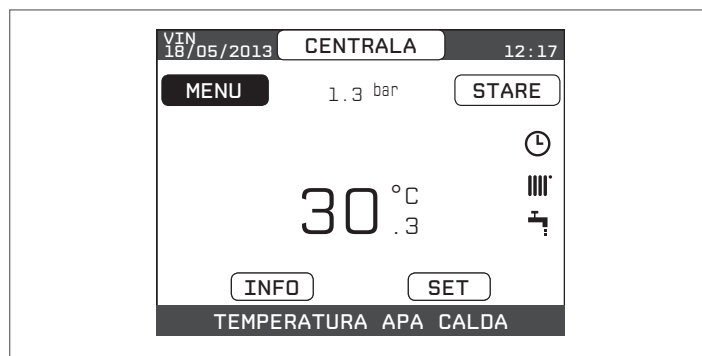 VIN
18/05/2013 CENTRALA 12:17
MENU 1.3 bar STARE
30 °C
.3
INFO SET
TEMPERATURA APA CALDA